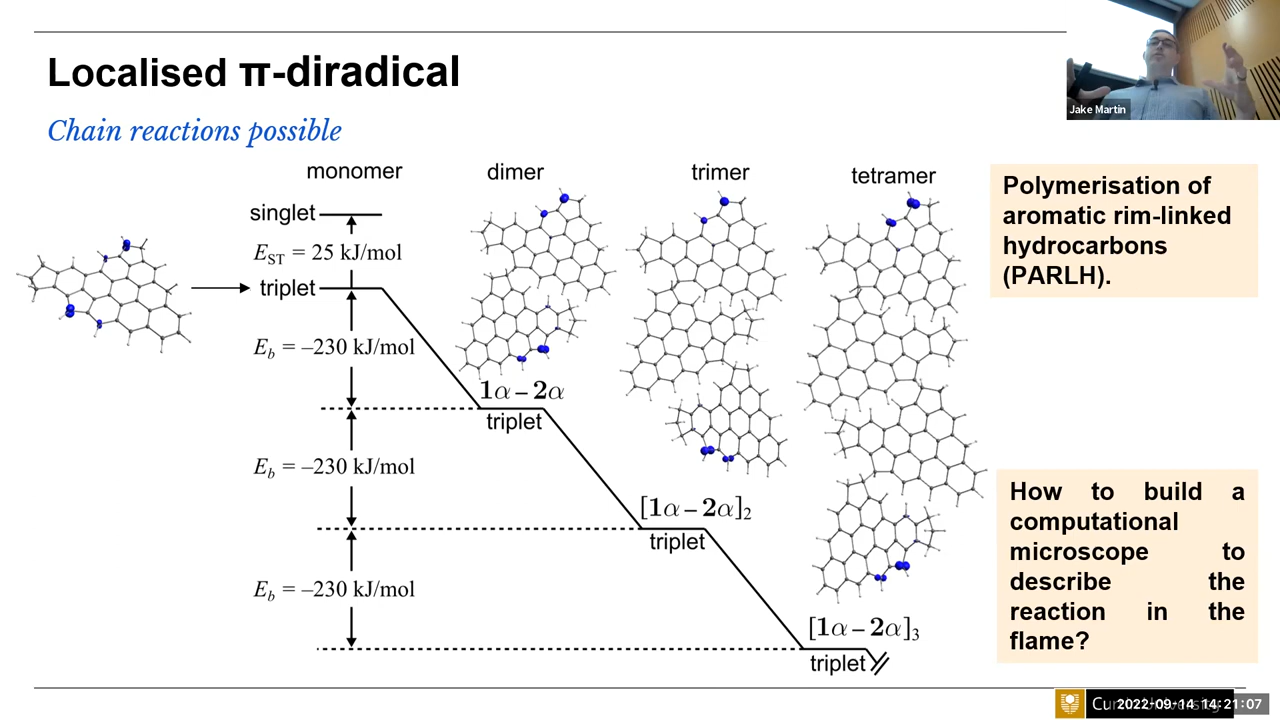 Localised π-diradical
Chain reactions possible
Jake Martin
monomer
dimer
trimer
tetramer
singlet
E_ST = 25 kJ/mol
triplet
E_b = –230 kJ/mol
1α – 2α
triplet
E_b = –230 kJ/mol
[1α – 2α]_2
triplet
E_b = –230 kJ/mol
[1α – 2α]_3
triplet
Polymerisation of
aromatic rim-linked
hydrocarbons
(PARLH).
How to build a
computational
microscope to
describe the
reaction in the
flame?
2022-09-14 14:21:07